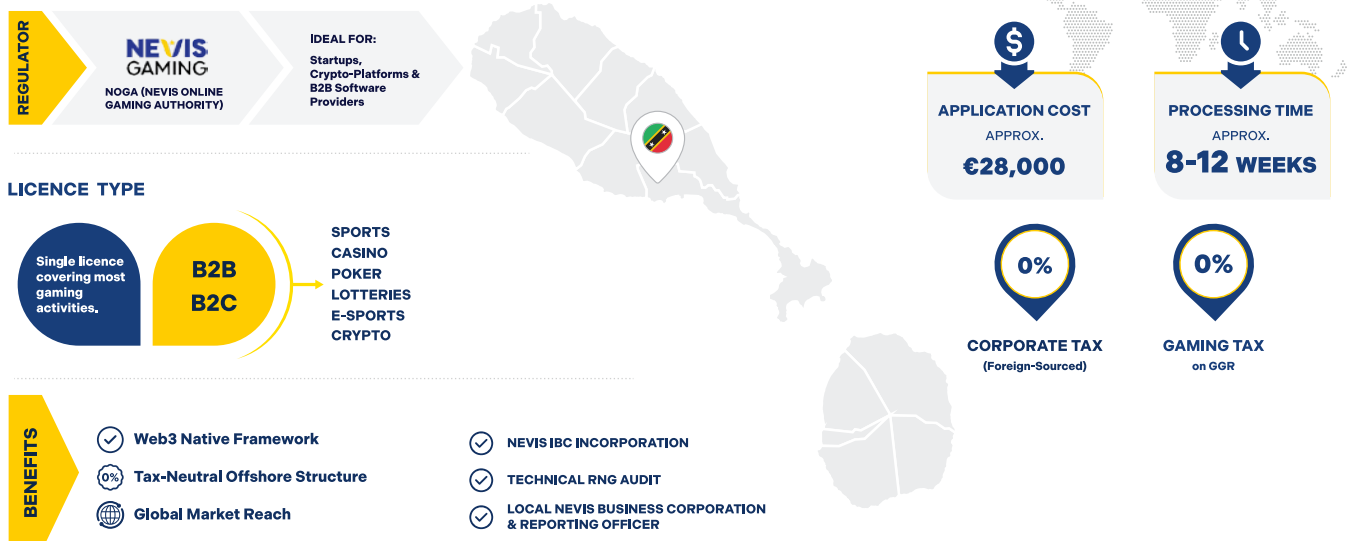 REGULATOR
NEVIS
GAMING
NOGA (NEVIS ONLINE
GAMING AUTHORITY)
IDEAL FOR:
Startups,
Crypto-Platforms &
B2B Software
Providers
$
APPLICATION COST
APPROX.
€28,000
PROCESSING TIME
APPROX.
8-12 WEEKS
LICENCE TYPE
Single licence
covering most
gaming
activities.
B2B
B2C
SPORTS
CASINO
POKER
LOTTERIES
E-SPORTS
CRYPTO
0%
CORPORATE TAX
(Foreign-Sourced)
0%
GAMING TAX
on GGR
BENEFITS
Web3 Native Framework
0%
Tax-Neutral Offshore Structure
Global Market Reach
NEVIS IBC INCORPORATION
TECHNICAL RNG AUDIT
LOCAL NEVIS BUSINESS CORPORATION
& REPORTING OFFICER